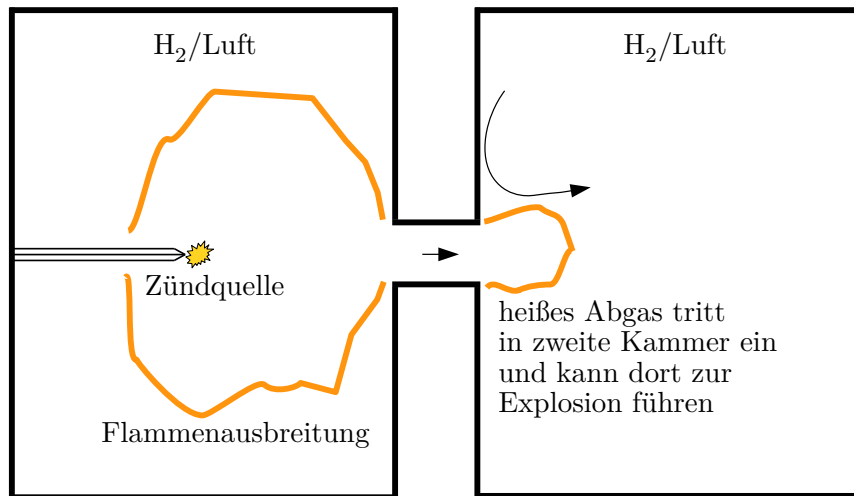 H₂/Luft
H₂/Luft
Zündquelle
Flammenausbreitung
heißes Abgas tritt
in zweite Kammer ein
und kann dort zur
Explosion führen